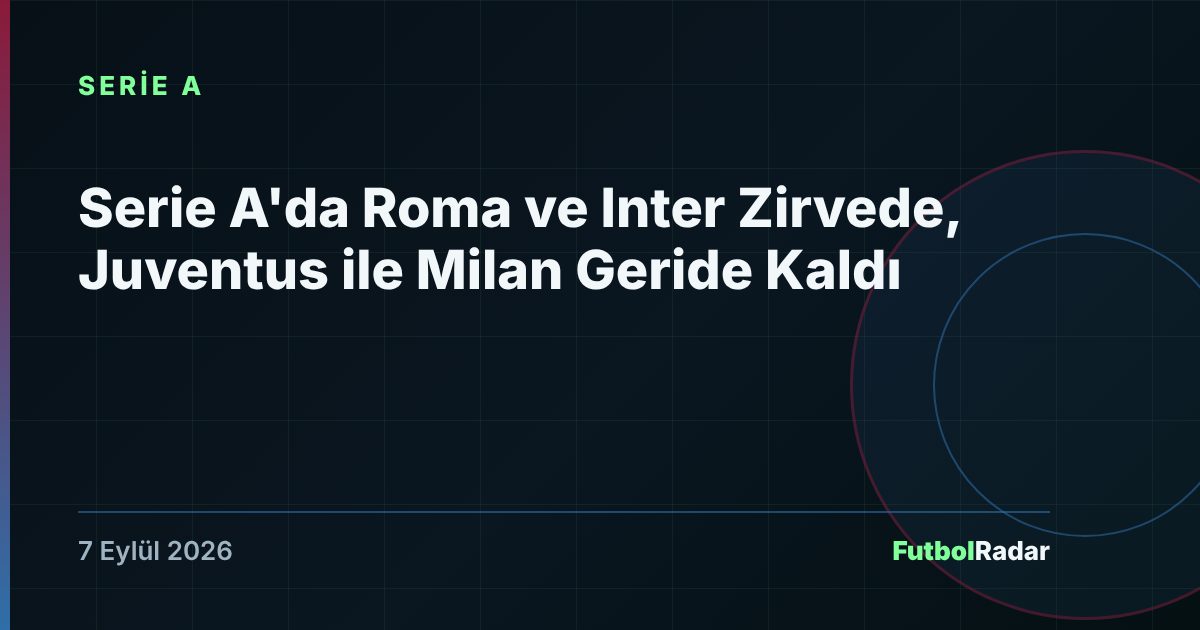 SERİE A
Serie A'da Roma ve Inter Zirvede,
Juventus ile Milan Geride Kaldı
7 Eylül 2026
FutbolRadar